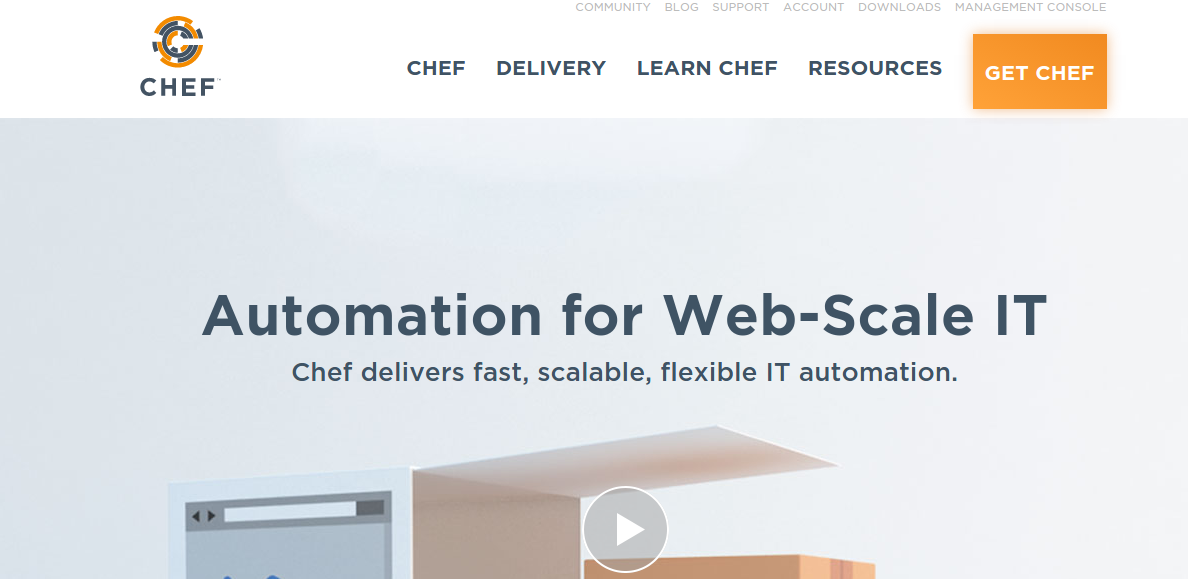 COMMUNITY BLOG SUPPORT ACCOUNT DOWNLOADS MANAGEMENT CONSOLE
CHEF™
CHEF DELIVERY LEARN CHEF RESOURCES GET CHEF
Automation for Web-Scale IT
Chef delivers fast, scalable, flexible IT automation.